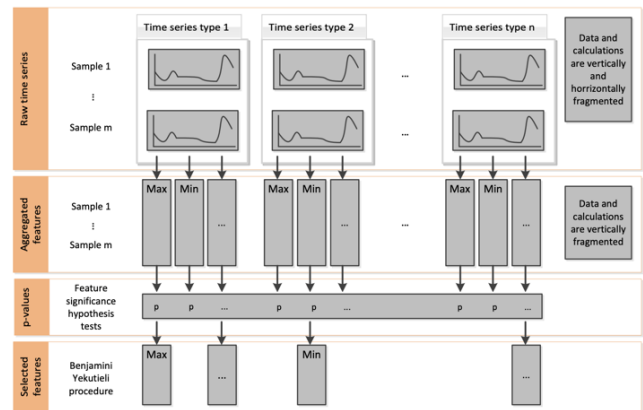 Time series type 1
Time series type 2
Time series type n
Raw time series
Sample 1
⋮
Sample m
...
...
Data and
calculations
are vertically
and
horrizontally
fragmented
Aggregated
features
Sample 1
⋮
Sample m
Max
Min
...
Max
Min
...
...
Max
Min
...
Data and
calculations
are vertically
fragmented
p-values
Feature
significance
hypothesis
tests
p
p
...
p
p
...
p
p
...
Selected
features
Benjamini
Yekutieli
procedure
Max
...
Min
...